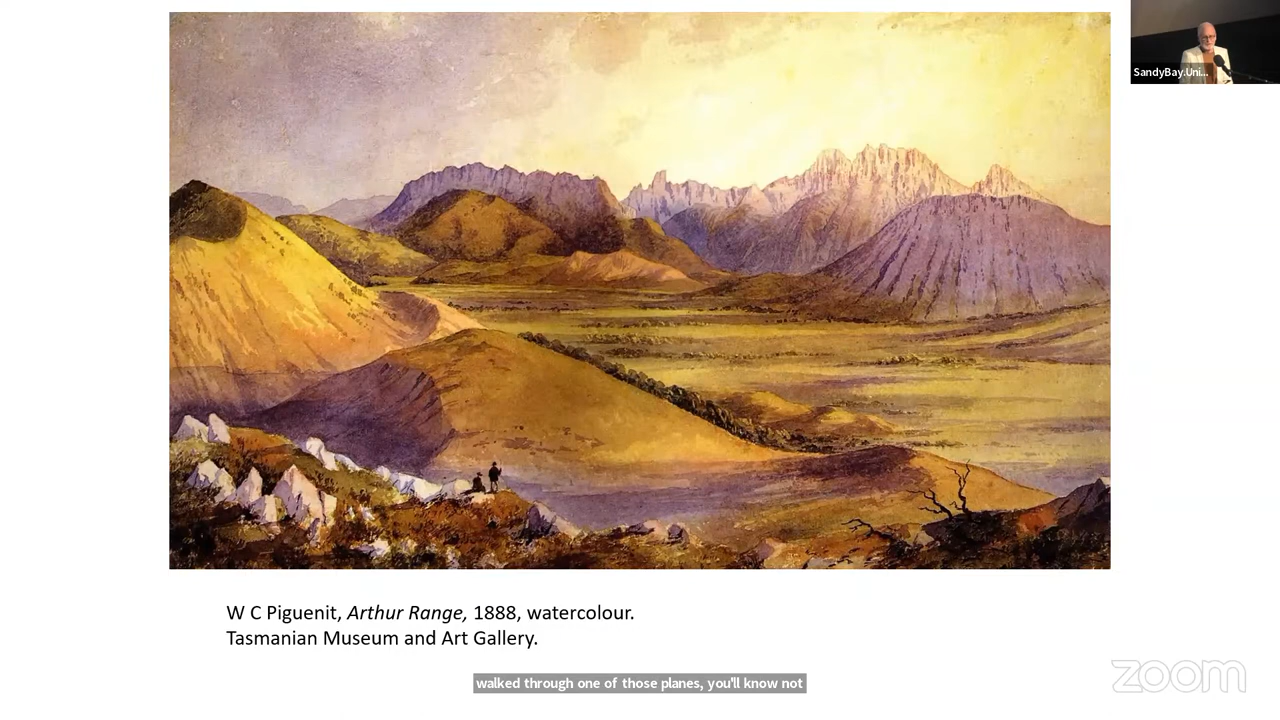 SandyBay.Uni...
W C Piguenit, Arthur Range, 1888, watercolour.
Tasmanian Museum and Art Gallery.
walked through one of those planes, you'll know not
zoom